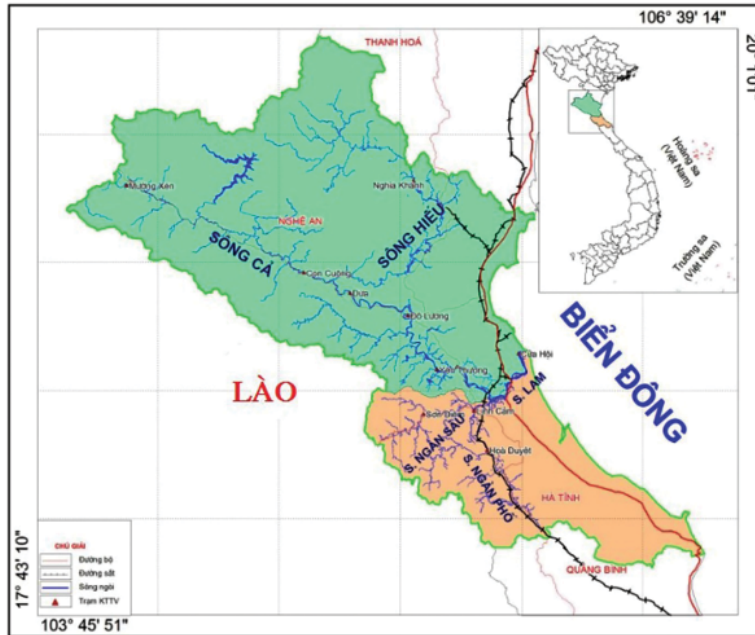 106° 39' 14"
20° 10'
THANH HOÁ
Hoàng sa
(Việt Nam)
Mường Xén
Nghĩa Khánh
NGHỆ AN
SÔNG HIẾU
SÔNG CẢ
Trường sa
(Việt Nam)
Con Cuông
Dừa
Đô Lương
BIỂN ĐÔNG
Cửa Hội
LÀO
S. LAM
Sơn Diệm
Linh Cảm
S. NGÀN SÂU
Hoà Duyệt
S. NGÀN PHỐ
HÀ TĨNH
QUẢNG BÌNH
CHÚ GIẢI
Đường bộ
Đường sắt
Sông ngòi
Trạm KTTV
17° 43' 10"
103° 45' 51"